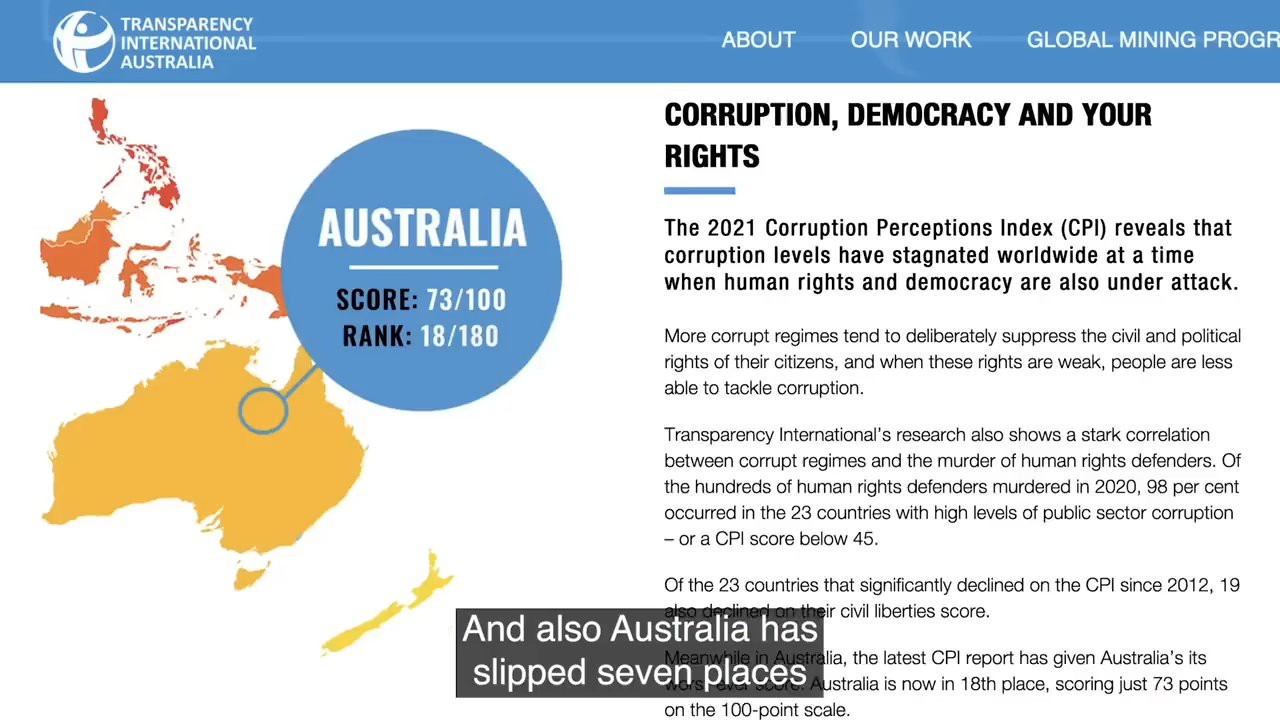 TRANSPARENCY
INTERNATIONAL
AUSTRALIA
ABOUT
OUR WORK
GLOBAL MINING
AUSTRALIA
SCORE: 73/100
RANK: 18/180
CORRUPTION, DEMOCRACY AND YOUR
RIGHTS
The 2021 Corruption Perceptions Index (CPI) reveals that
corruption levels have stagnated worldwide at a time
when human rights and democracy are also under attack.
More corrupt regimes tend to deliberately suppress the civil and political
rights of their citizens, and when these rights are weak, people are less
able to tackle corruption.
Transparency International’s research also shows a stark correlation
between corrupt regimes and the murder of human rights defenders. Of
the hundreds of human rights defenders murdered in 2020, 98 per cent
occurred in the 23 countries with high levels of public sector corruption
– or a CPI score below 45.
Of the 23 countries that significantly declined on the CPI since 2012, 19
also declined on their civil liberties score.
Meanwhile in Australia, the latest CPI report has given Australia’s its
worst ever score. Australia is now in 18th place, scoring just 73 points
on the 100-point scale.
And also Australia has
slipped seven places